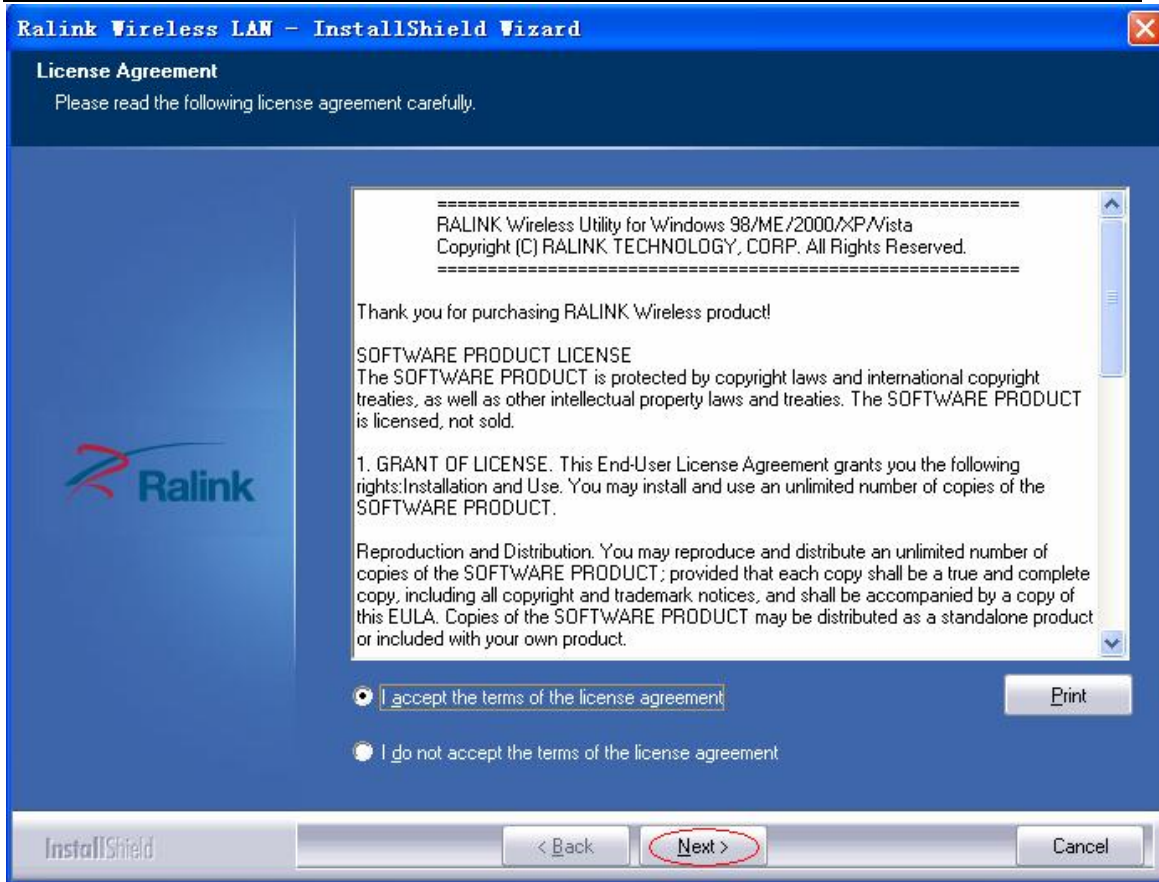 Ralink Wireless LAN - InstallShield Wizard
License Agreement
Please read the following license agreement carefully.
==========================================================
RALINK Wireless Utility for Windows 98/ME/2000/XP/Vista
Copyright (C) RALINK TECHNOLOGY, CORP. All Rights Reserved.
==========================================================
Thank you for purchasing RALINK Wireless product!
SOFTWARE PRODUCT LICENSE
The SOFTWARE PRODUCT is protected by copyright laws and international copyright
treaties, as well as other intellectual property laws and treaties. The SOFTWARE PRODUCT
is licensed, not sold.
1. GRANT OF LICENSE. This End-User License Agreement grants you the following
rights:Installation and Use. You may install and use an unlimited number of copies of the
SOFTWARE PRODUCT.
Reproduction and Distribution. You may reproduce and distribute an unlimited number of
copies of the SOFTWARE PRODUCT; provided that each copy shall be a true and complete
copy, including all copyright and trademark notices, and shall be accompanied by a copy of
this EULA. Copies of the SOFTWARE PRODUCT may be distributed as a standalone product
or included with your own product.
Ralink
I accept the terms of the license agreement
Print
I do not accept the terms of the license agreement
InstallShield
< Back
Next >
Cancel